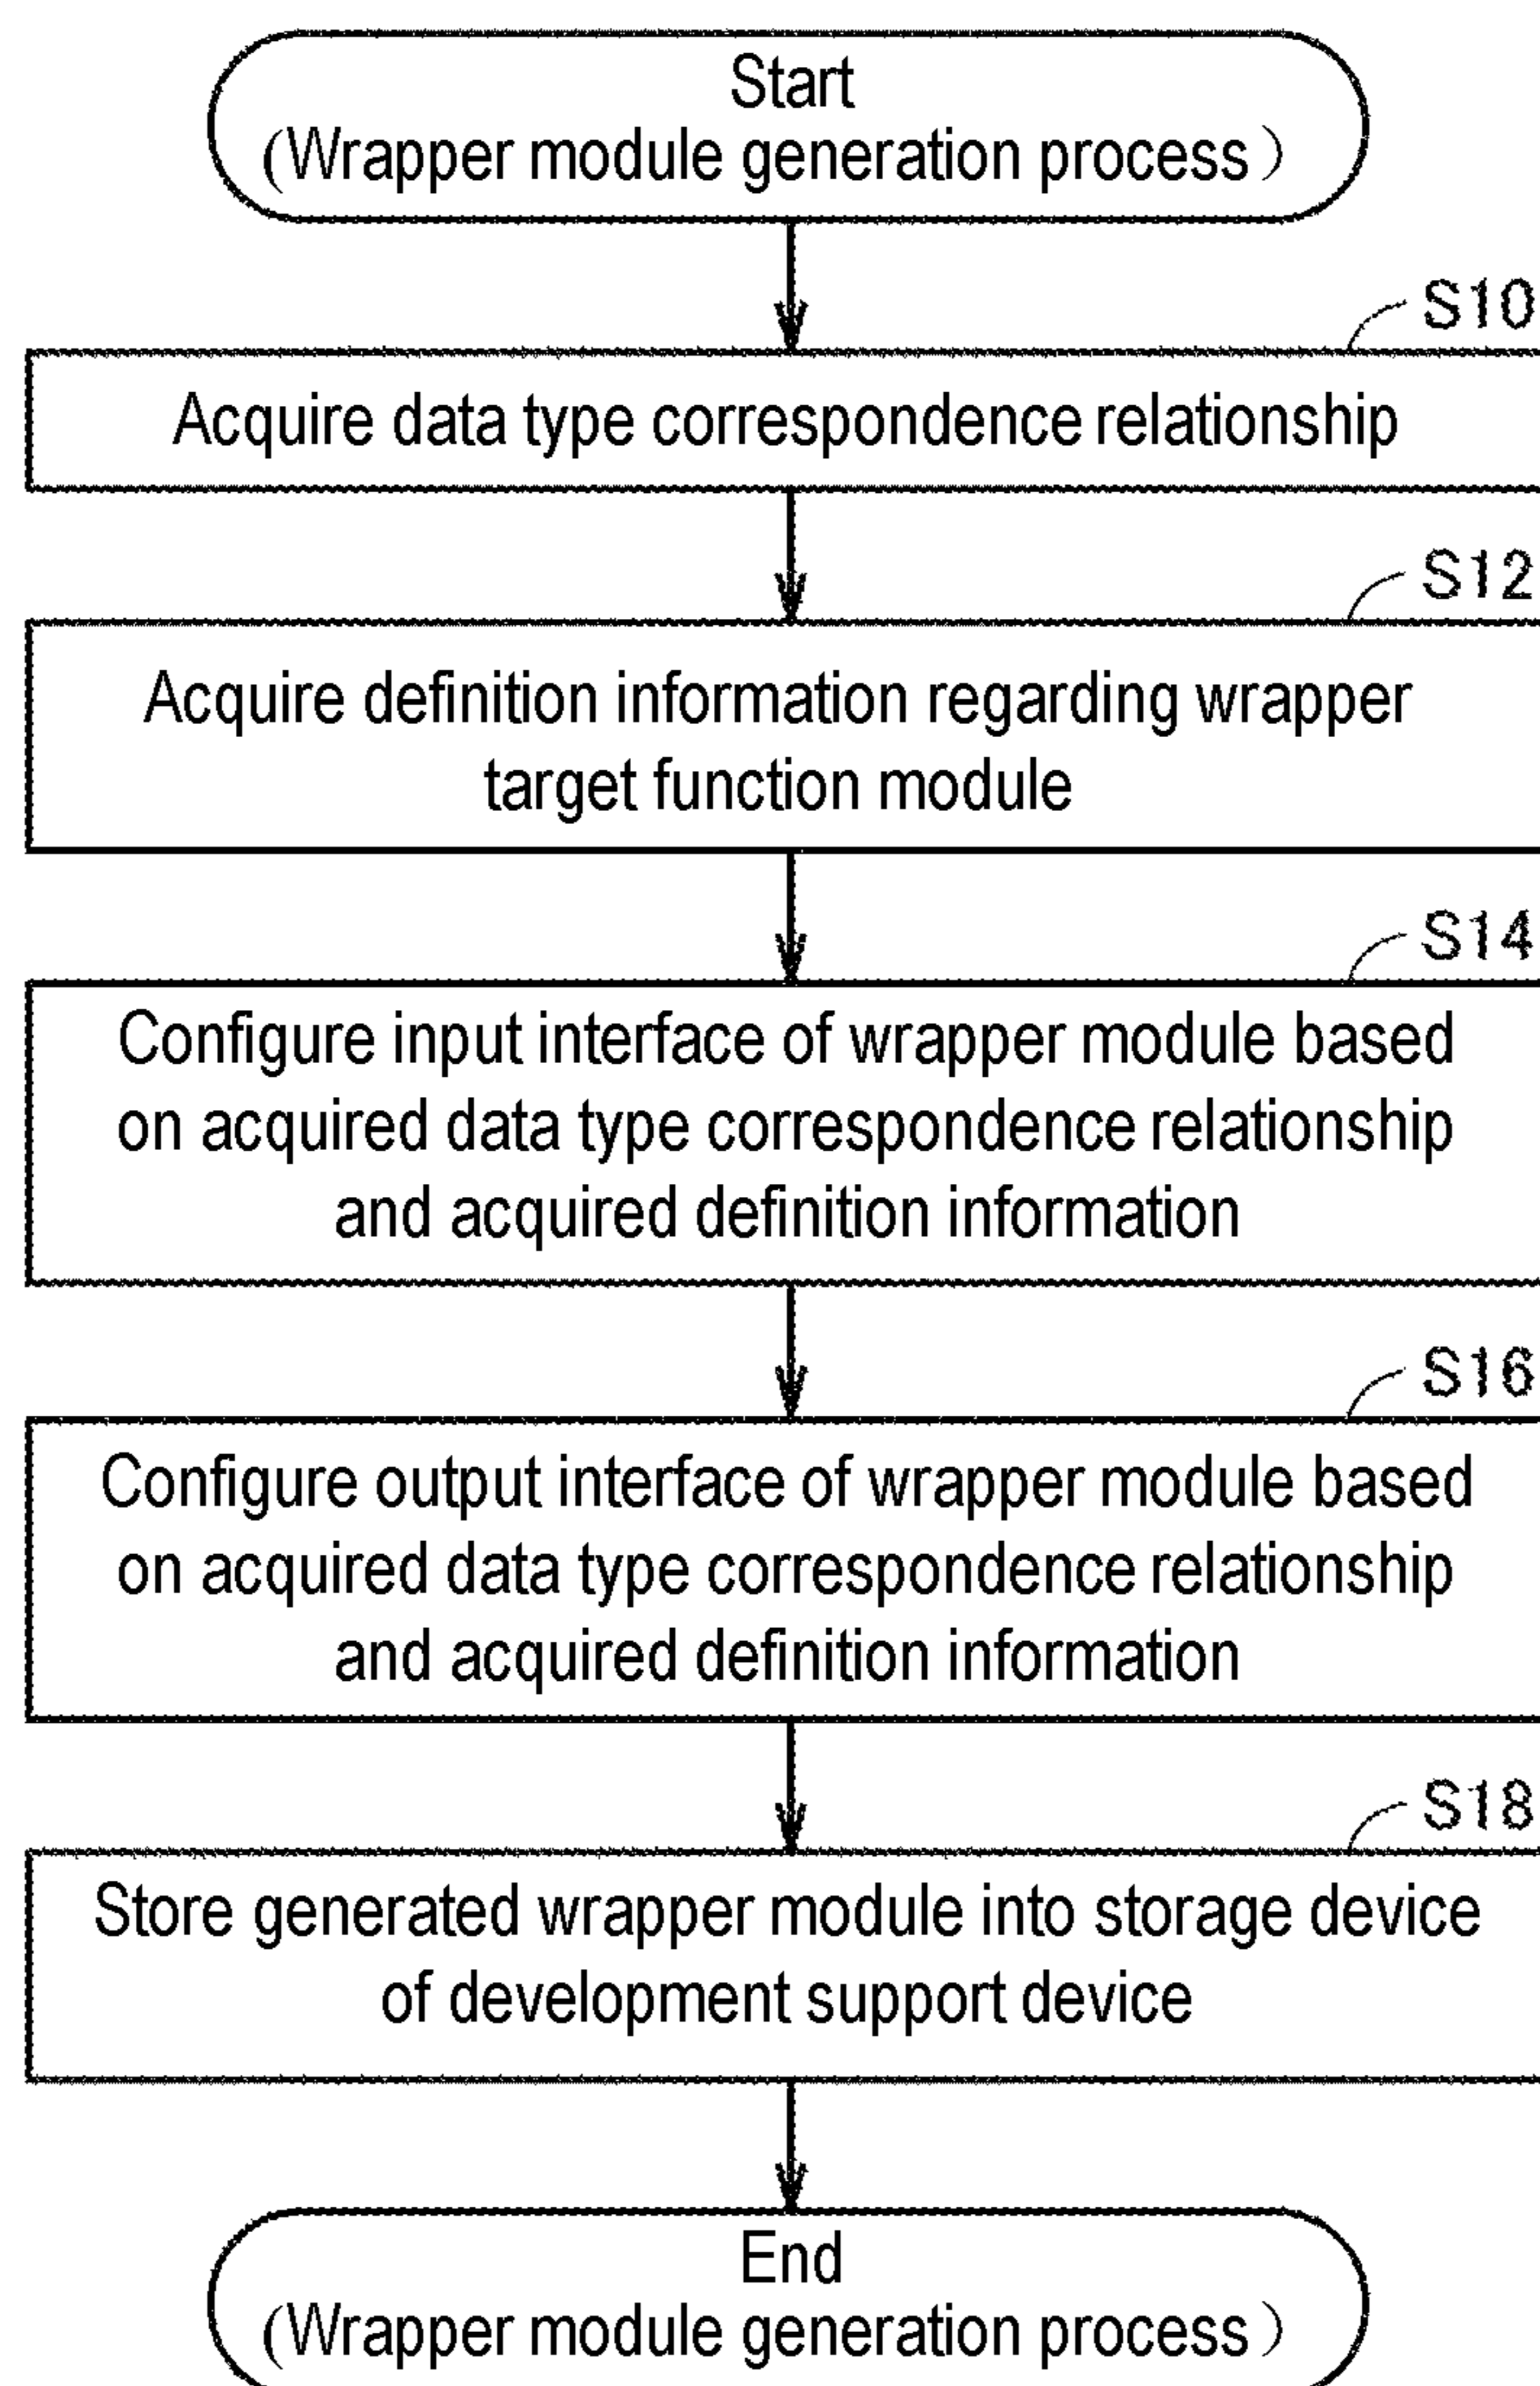 Start
(Wrapper module generation process)
S10
Acquire data type correspondence relationship
S12
Acquire definition information regarding wrapper
target function module
S14
Configure input interface of wrapper module based
on acquired data type correspondence relationship
and acquired definition information
S16
Configure output interface of wrapper module based
on acquired data type correspondence relationship
and acquired definition information
S18
Store generated wrapper module into storage device
of development support device
End
(Wrapper module generation process)